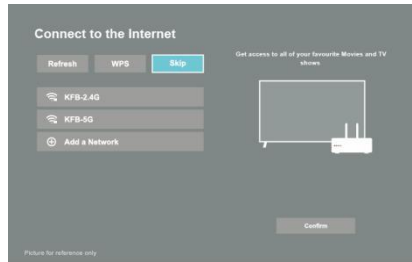 Connect to the Internet
Refresh
WPS
Skip
Get access to all of your favourite Movies and TV
shows
KFB-2.4G
KFB-5G
Add a Network
Confirm
Picture for reference only